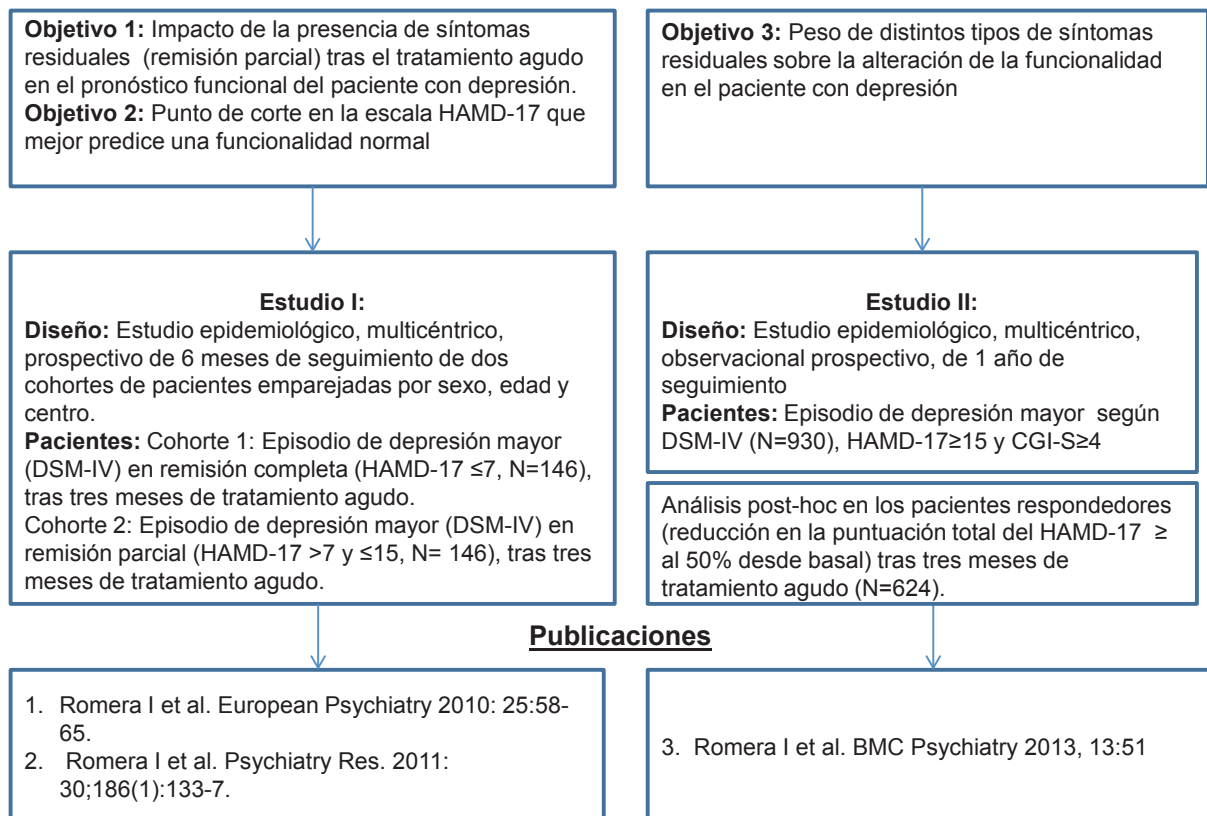 Objetivo 1: Impacto de la presencia de síntomas
residuales (remisión parcial) tras el tratamiento agudo
en el pronóstico funcional del paciente con depresión.
Objetivo 2: Punto de corte en la escala HAMD-17 que
mejor predice una funcionalidad normal
Objetivo 3: Peso de distintos tipos de síntomas
residuales sobre la alteración de la funcionalidad
en el paciente con depresión
Estudio I:
Diseño: Estudio epidemiológico, multicéntrico,
prospectivo de 6 meses de seguimiento de dos
cohortes de pacientes emparejadas por sexo, edad y
centro.
Pacientes: Cohorte 1: Episodio de depresión mayor
(DSM-IV) en remisión completa (HAMD-17 ≤7, N=146),
tras tres meses de tratamiento agudo.
Cohorte 2: Episodio de depresión mayor (DSM-IV) en
remisión parcial (HAMD-17 >7 y ≤15, N= 146), tras tres
meses de tratamiento agudo.
Estudio II:
Diseño: Estudio epidemiológico, multicéntrico,
observacional prospectivo, de 1 año de
seguimiento
Pacientes: Episodio de depresión mayor según
DSM-IV (N=930), HAMD-17≥15 y CGI-S≥4
Análisis post-hoc en los pacientes respondedores
(reducción en la puntuación total del HAMD-17 ≥
al 50% desde basal) tras tres meses de
tratamiento agudo (N=624).
Publicaciones
1. Romera I et al. European Psychiatry 2010: 25:58-
65.
2. Romera I et al. Psychiatry Res. 2011:
30;186(1):133-7.
3. Romera I et al. BMC Psychiatry 2013, 13:51